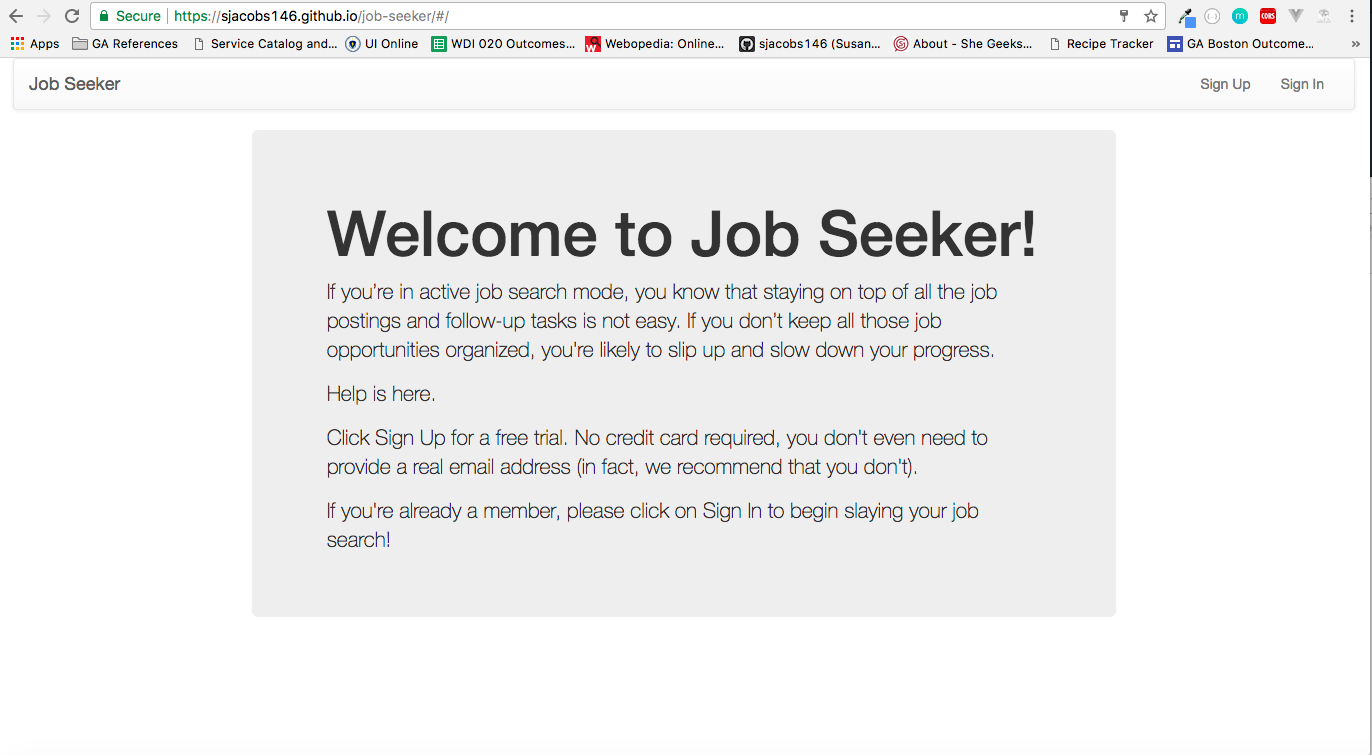 Secure https://sjacobs146.github.io/job-seeker/#/
m CORS
Apps GA References Service Catalog and... UI Online WDI 020 Outcomes... Webopedia: Online... sjacobs146 (Susan... About - She Geeks... Recipe Tracker GA Boston Outcome... »
Job Seeker Sign Up Sign In
Welcome to Job Seeker!
If you're in active job search mode, you know that staying on top of all the job
postings and follow-up tasks is not easy. If you don't keep all those job
opportunities organized, you're likely to slip up and slow down your progress.
Help is here.
Click Sign Up for a free trial. No credit card required, you don't even need to
provide a real email address (in fact, we recommend that you don't).
If you're already a member, please click on Sign In to begin slaying your job
search!